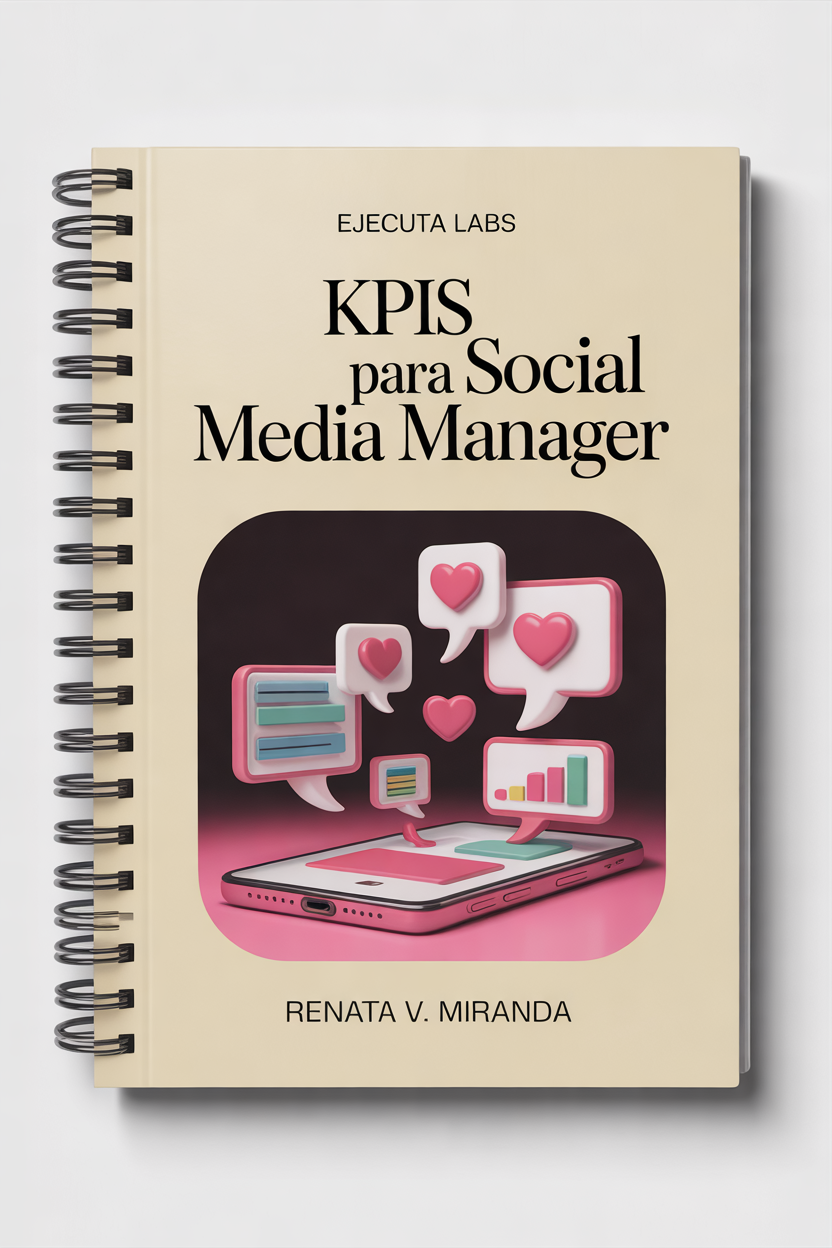 EJECUTA LABS
KPIS
para Social
Media Manager
RENATA V. MIRANDA